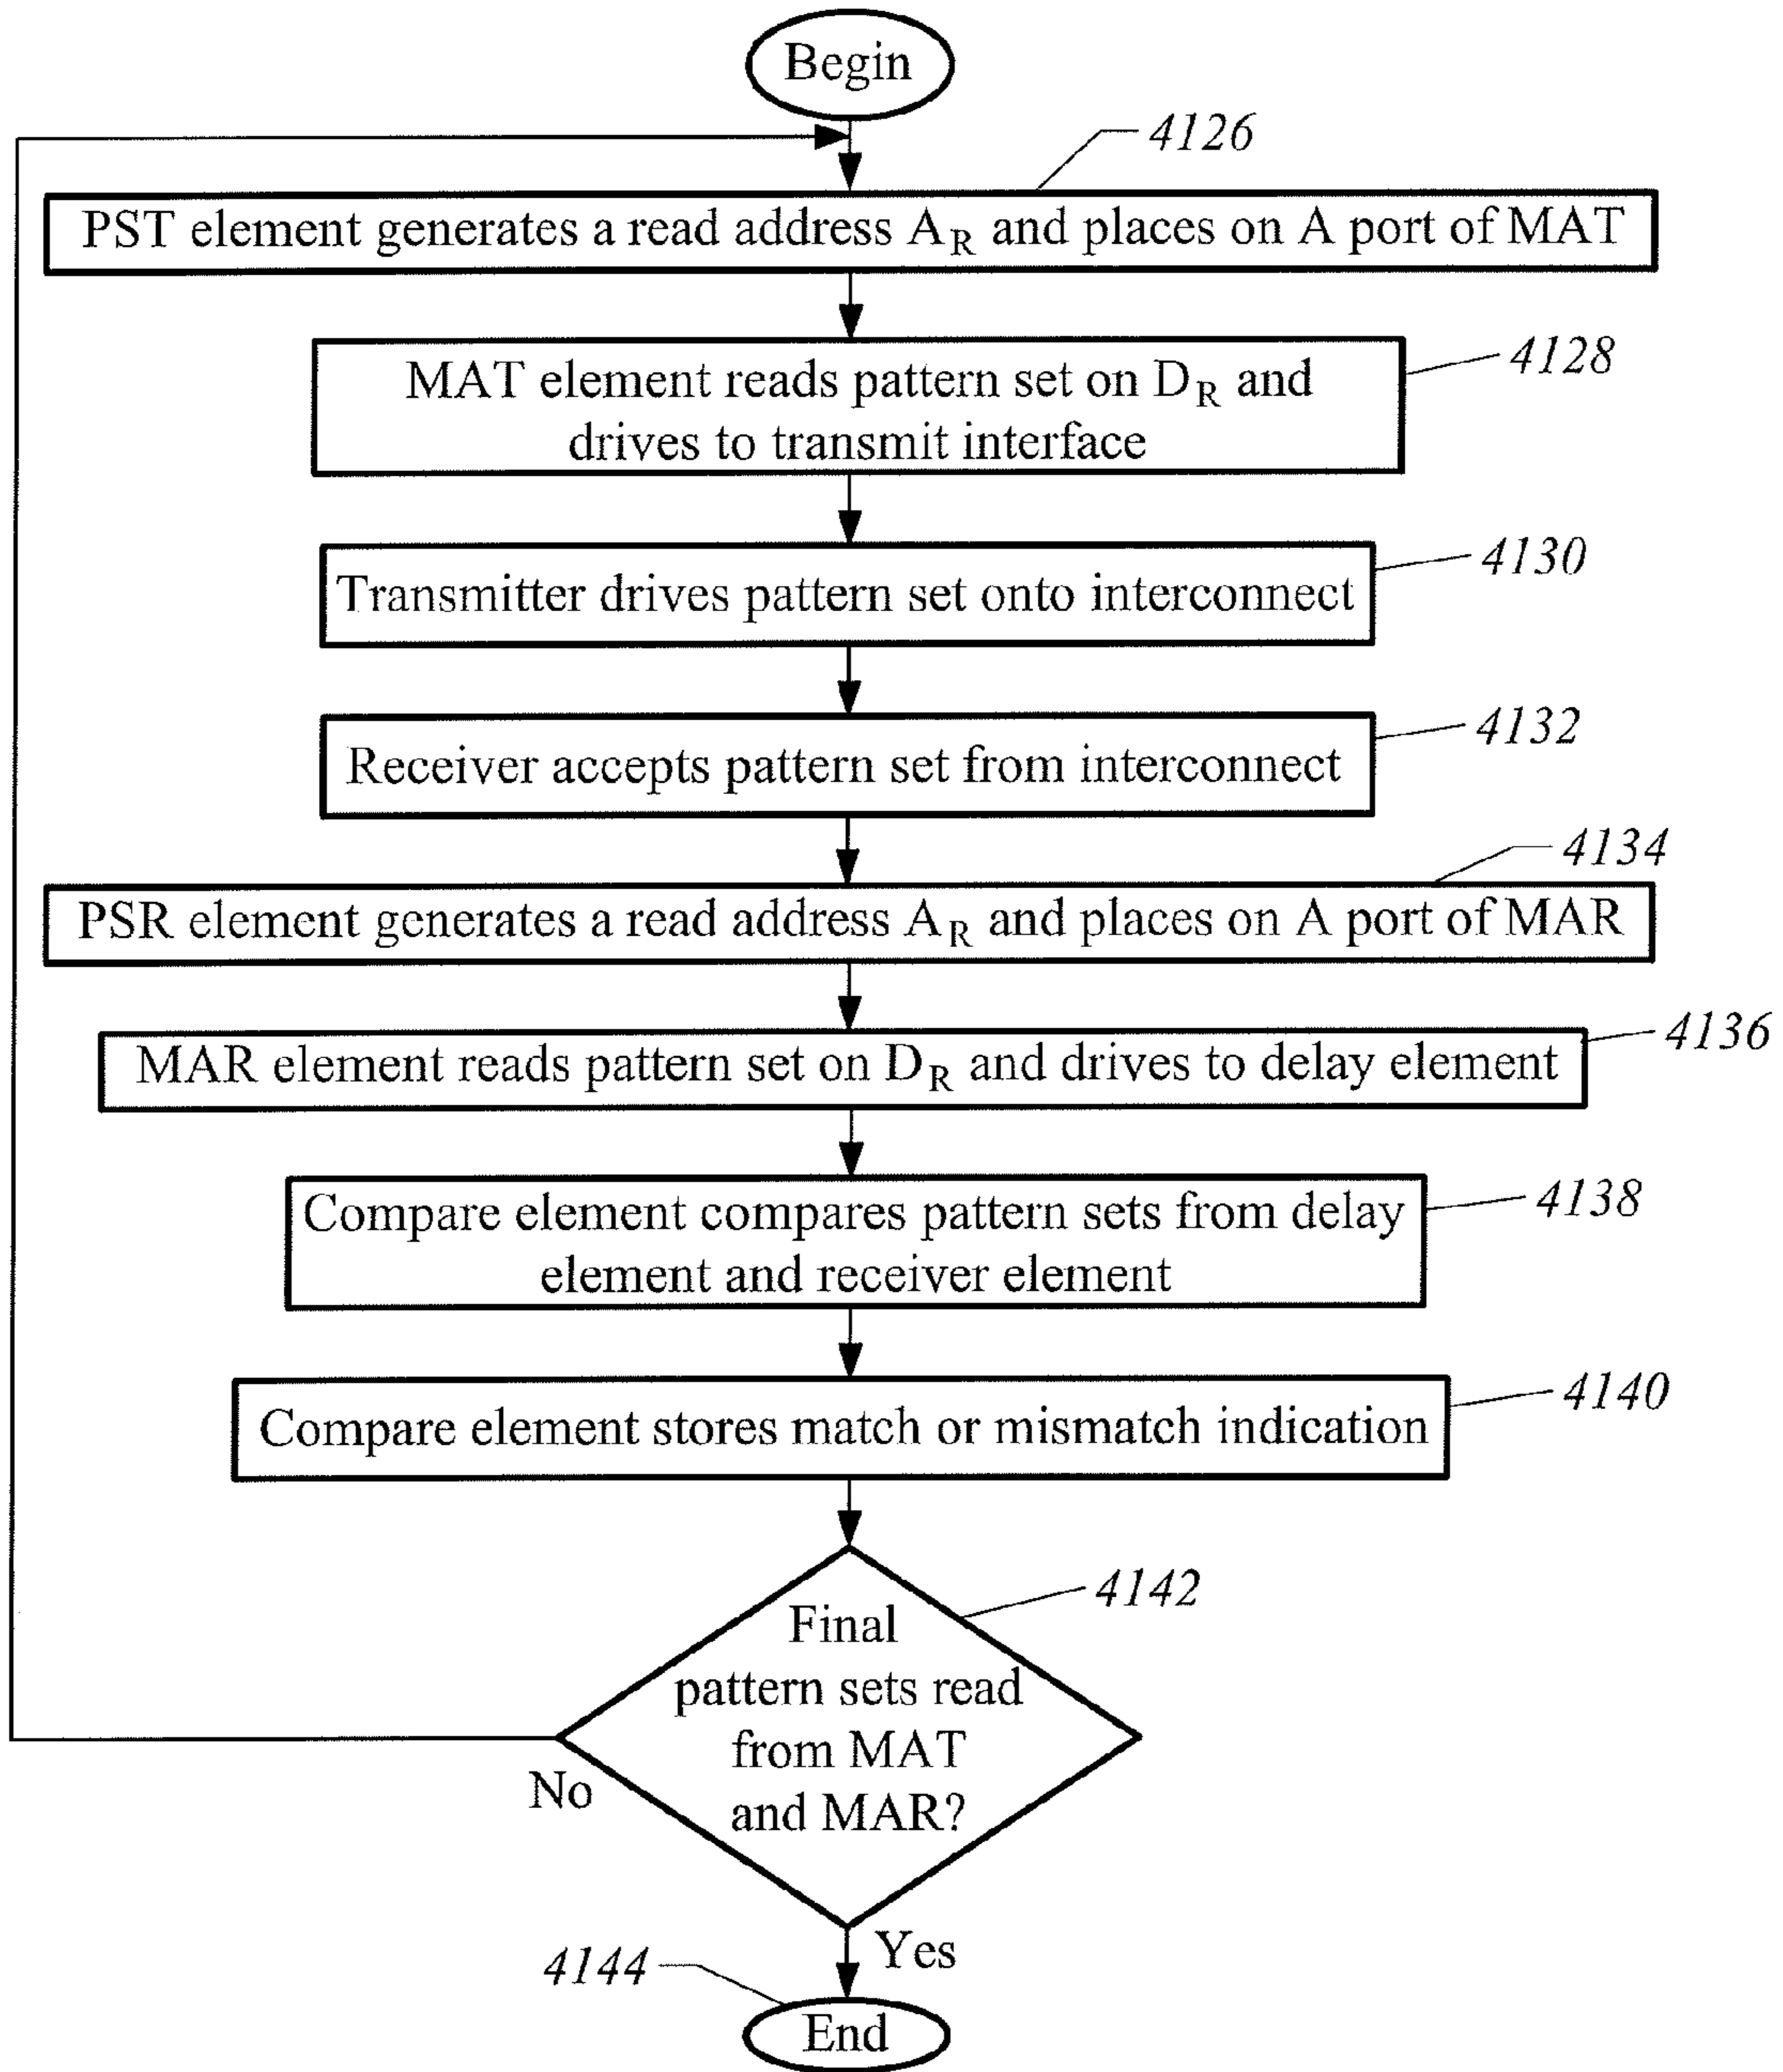 Begin
4126
PST element generates a read address A_R and places on A port of MAT
4128
MAT element reads pattern set on D_R and
drives to transmit interface
4130
Transmitter drives pattern set onto interconnect
4132
Receiver accepts pattern set from interconnect
4134
PSR element generates a read address A_R and places on A port of MAR
4136
MAR element reads pattern set on D_R and drives to delay element
4138
Compare element compares pattern sets from delay
element and receiver element
4140
Compare element stores match or mismatch indication
4142
Final
pattern sets read
from MAT
and MAR?
No
Yes
4144
End